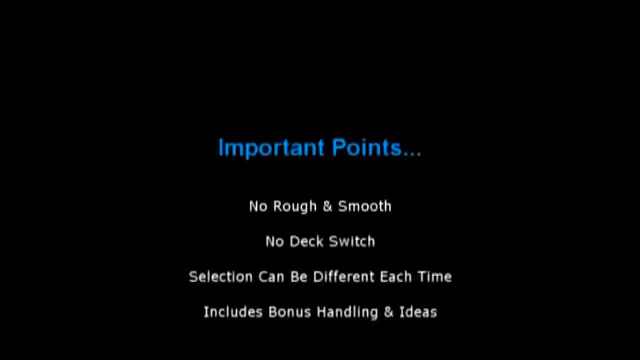 Important Points...
No Rough & Smooth
No Deck Switch
Selection Can Be Different Each Time
Includes Bonus Handling & Ideas